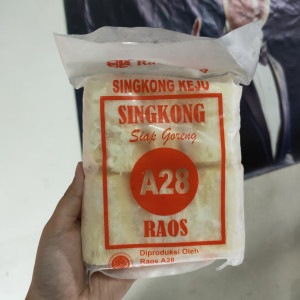 SINGKONG KEJU
SINGKONG
Siap Goreng
A28
RAOS
Diproduksi Oleh
Raos A28